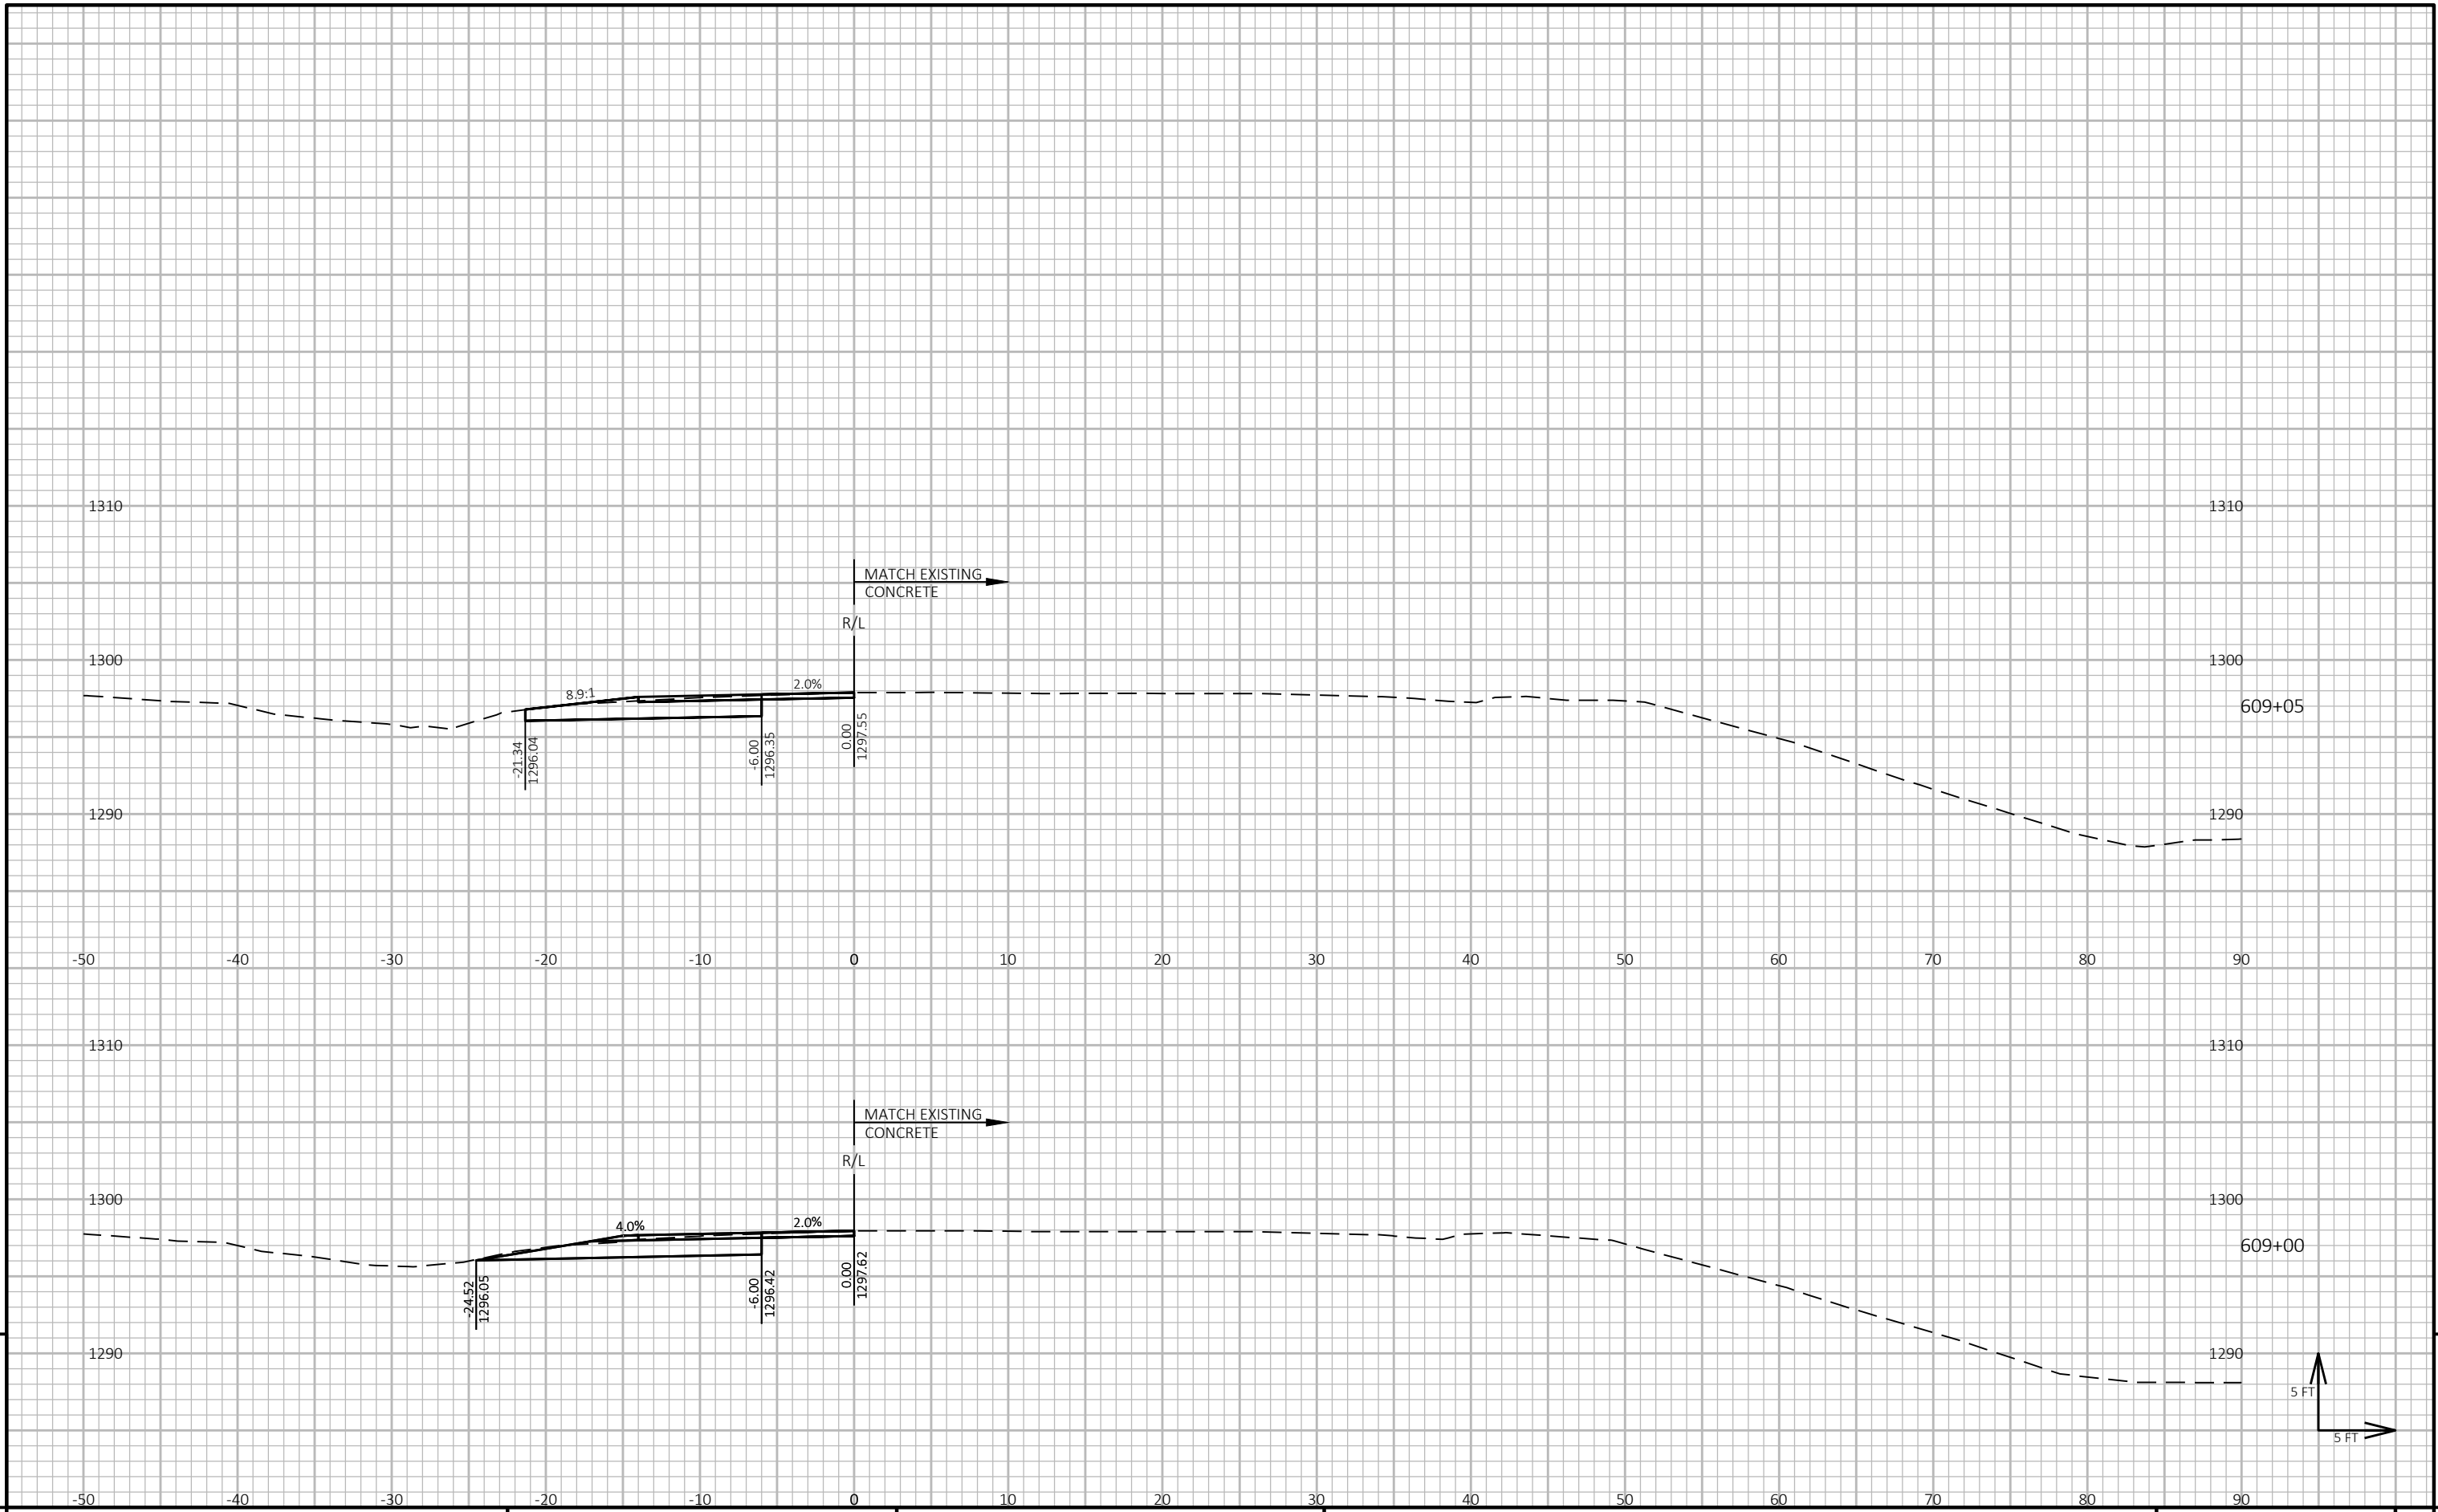 1310 1310
MATCH EXISTING
CONCRETE
R/L
1300 1300
8.9:1 2.0%
609+05
-21.34
1296.04
-6.00
1296.35
0.00
1297.55
1290 1290
-50 -40 -30 -20 -10 0 10 20 30 40 50 60 70 80 90
1310 1310
MATCH EXISTING
CONCRETE
R/L
1300 1300
4.0% 2.0%
609+00
-24.52
1296.05
-6.00
1296.42
0.00
1297.62
1290 1290
5 FT
5 FT
-50 -40 -30 -20 -10 0 10 20 30 40 50 60 70 80 90